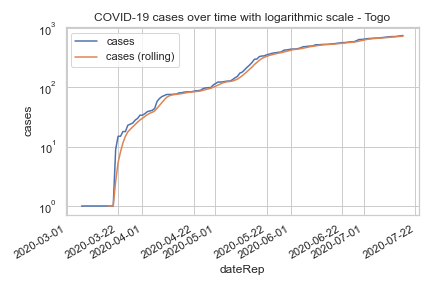 COVID-19 cases over time with logarithmic scale - Togo
cases
cases (rolling)
10³
10²
10¹
10⁰
cases
2020-03-01
2020-03-22
2020-04-01
2020-04-22
2020-05-01
2020-05-22
2020-06-01
2020-06-22
2020-07-01
2020-07-22
dateRep